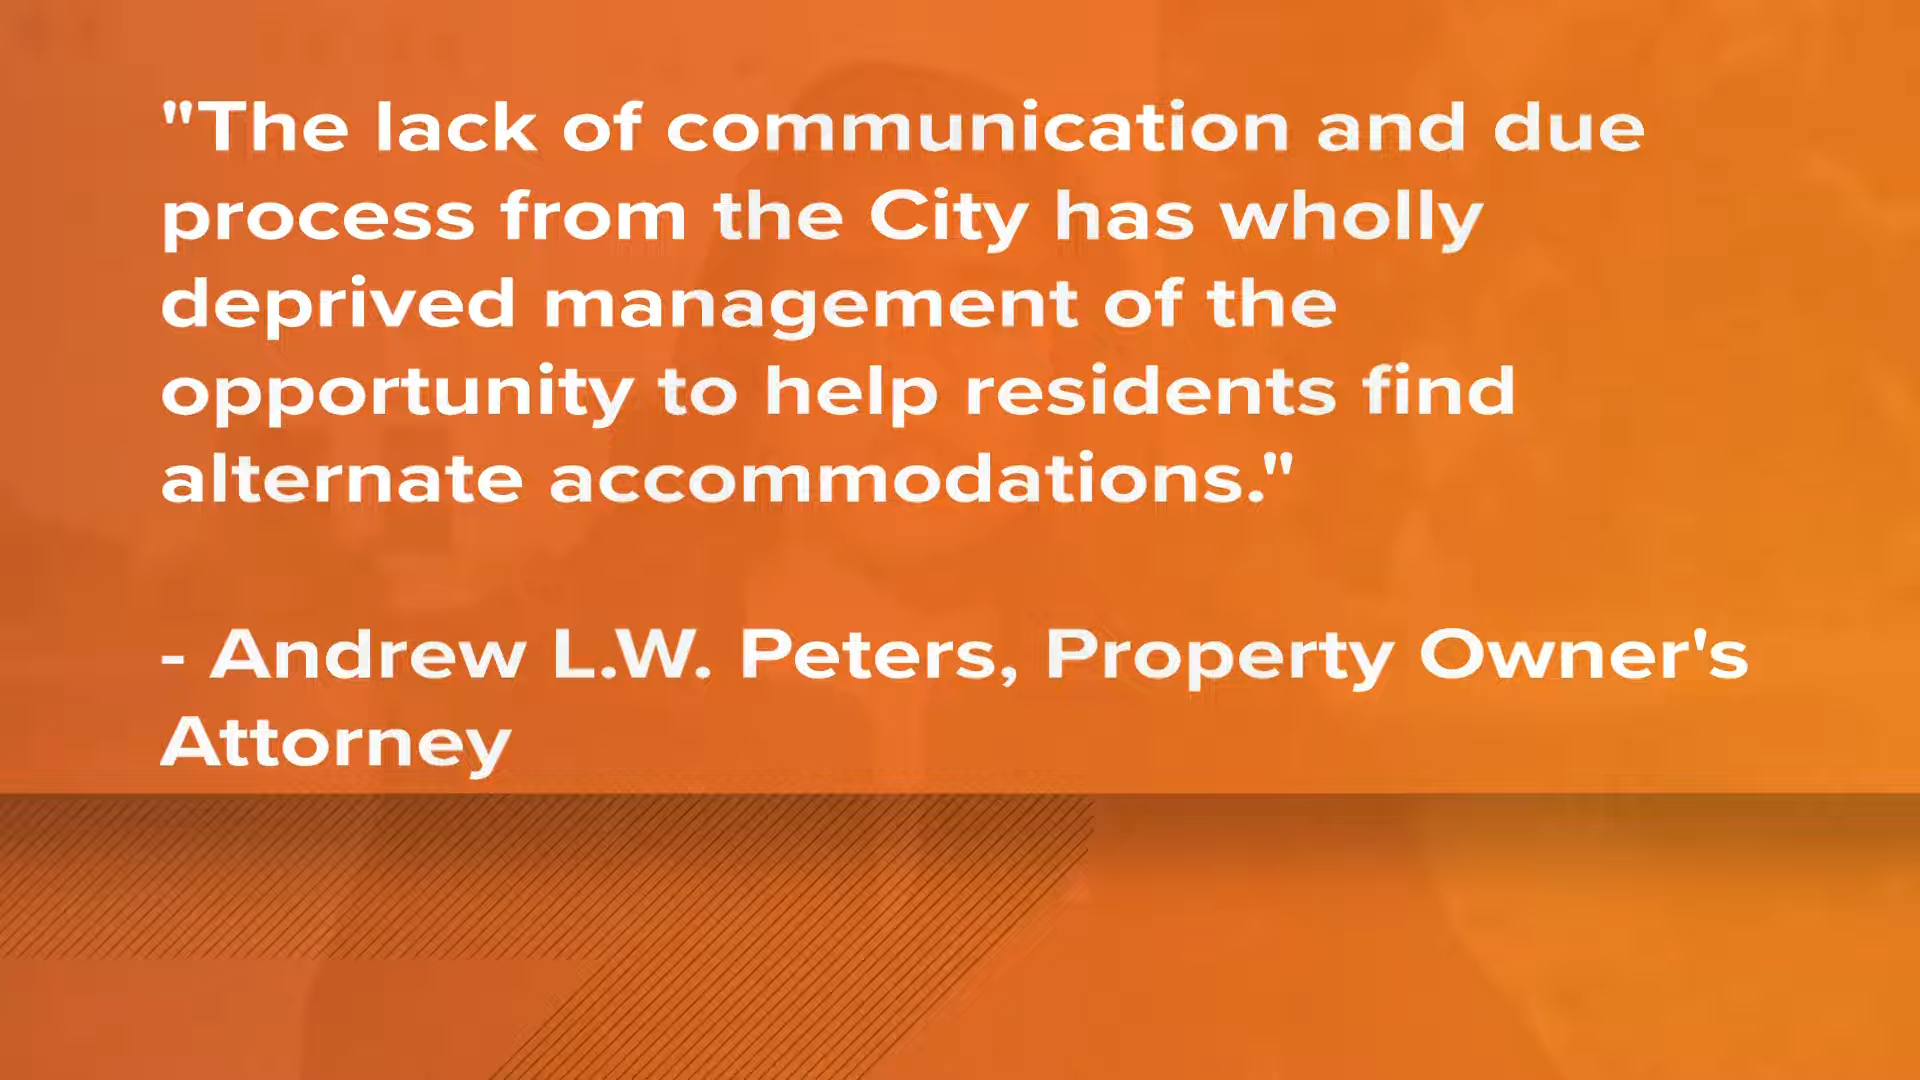 "The lack of communication and due
process from the City has wholly
deprived management of the
opportunity to help residents find
alternate accommodations."
- Andrew L.W. Peters, Property Owner's
Attorney